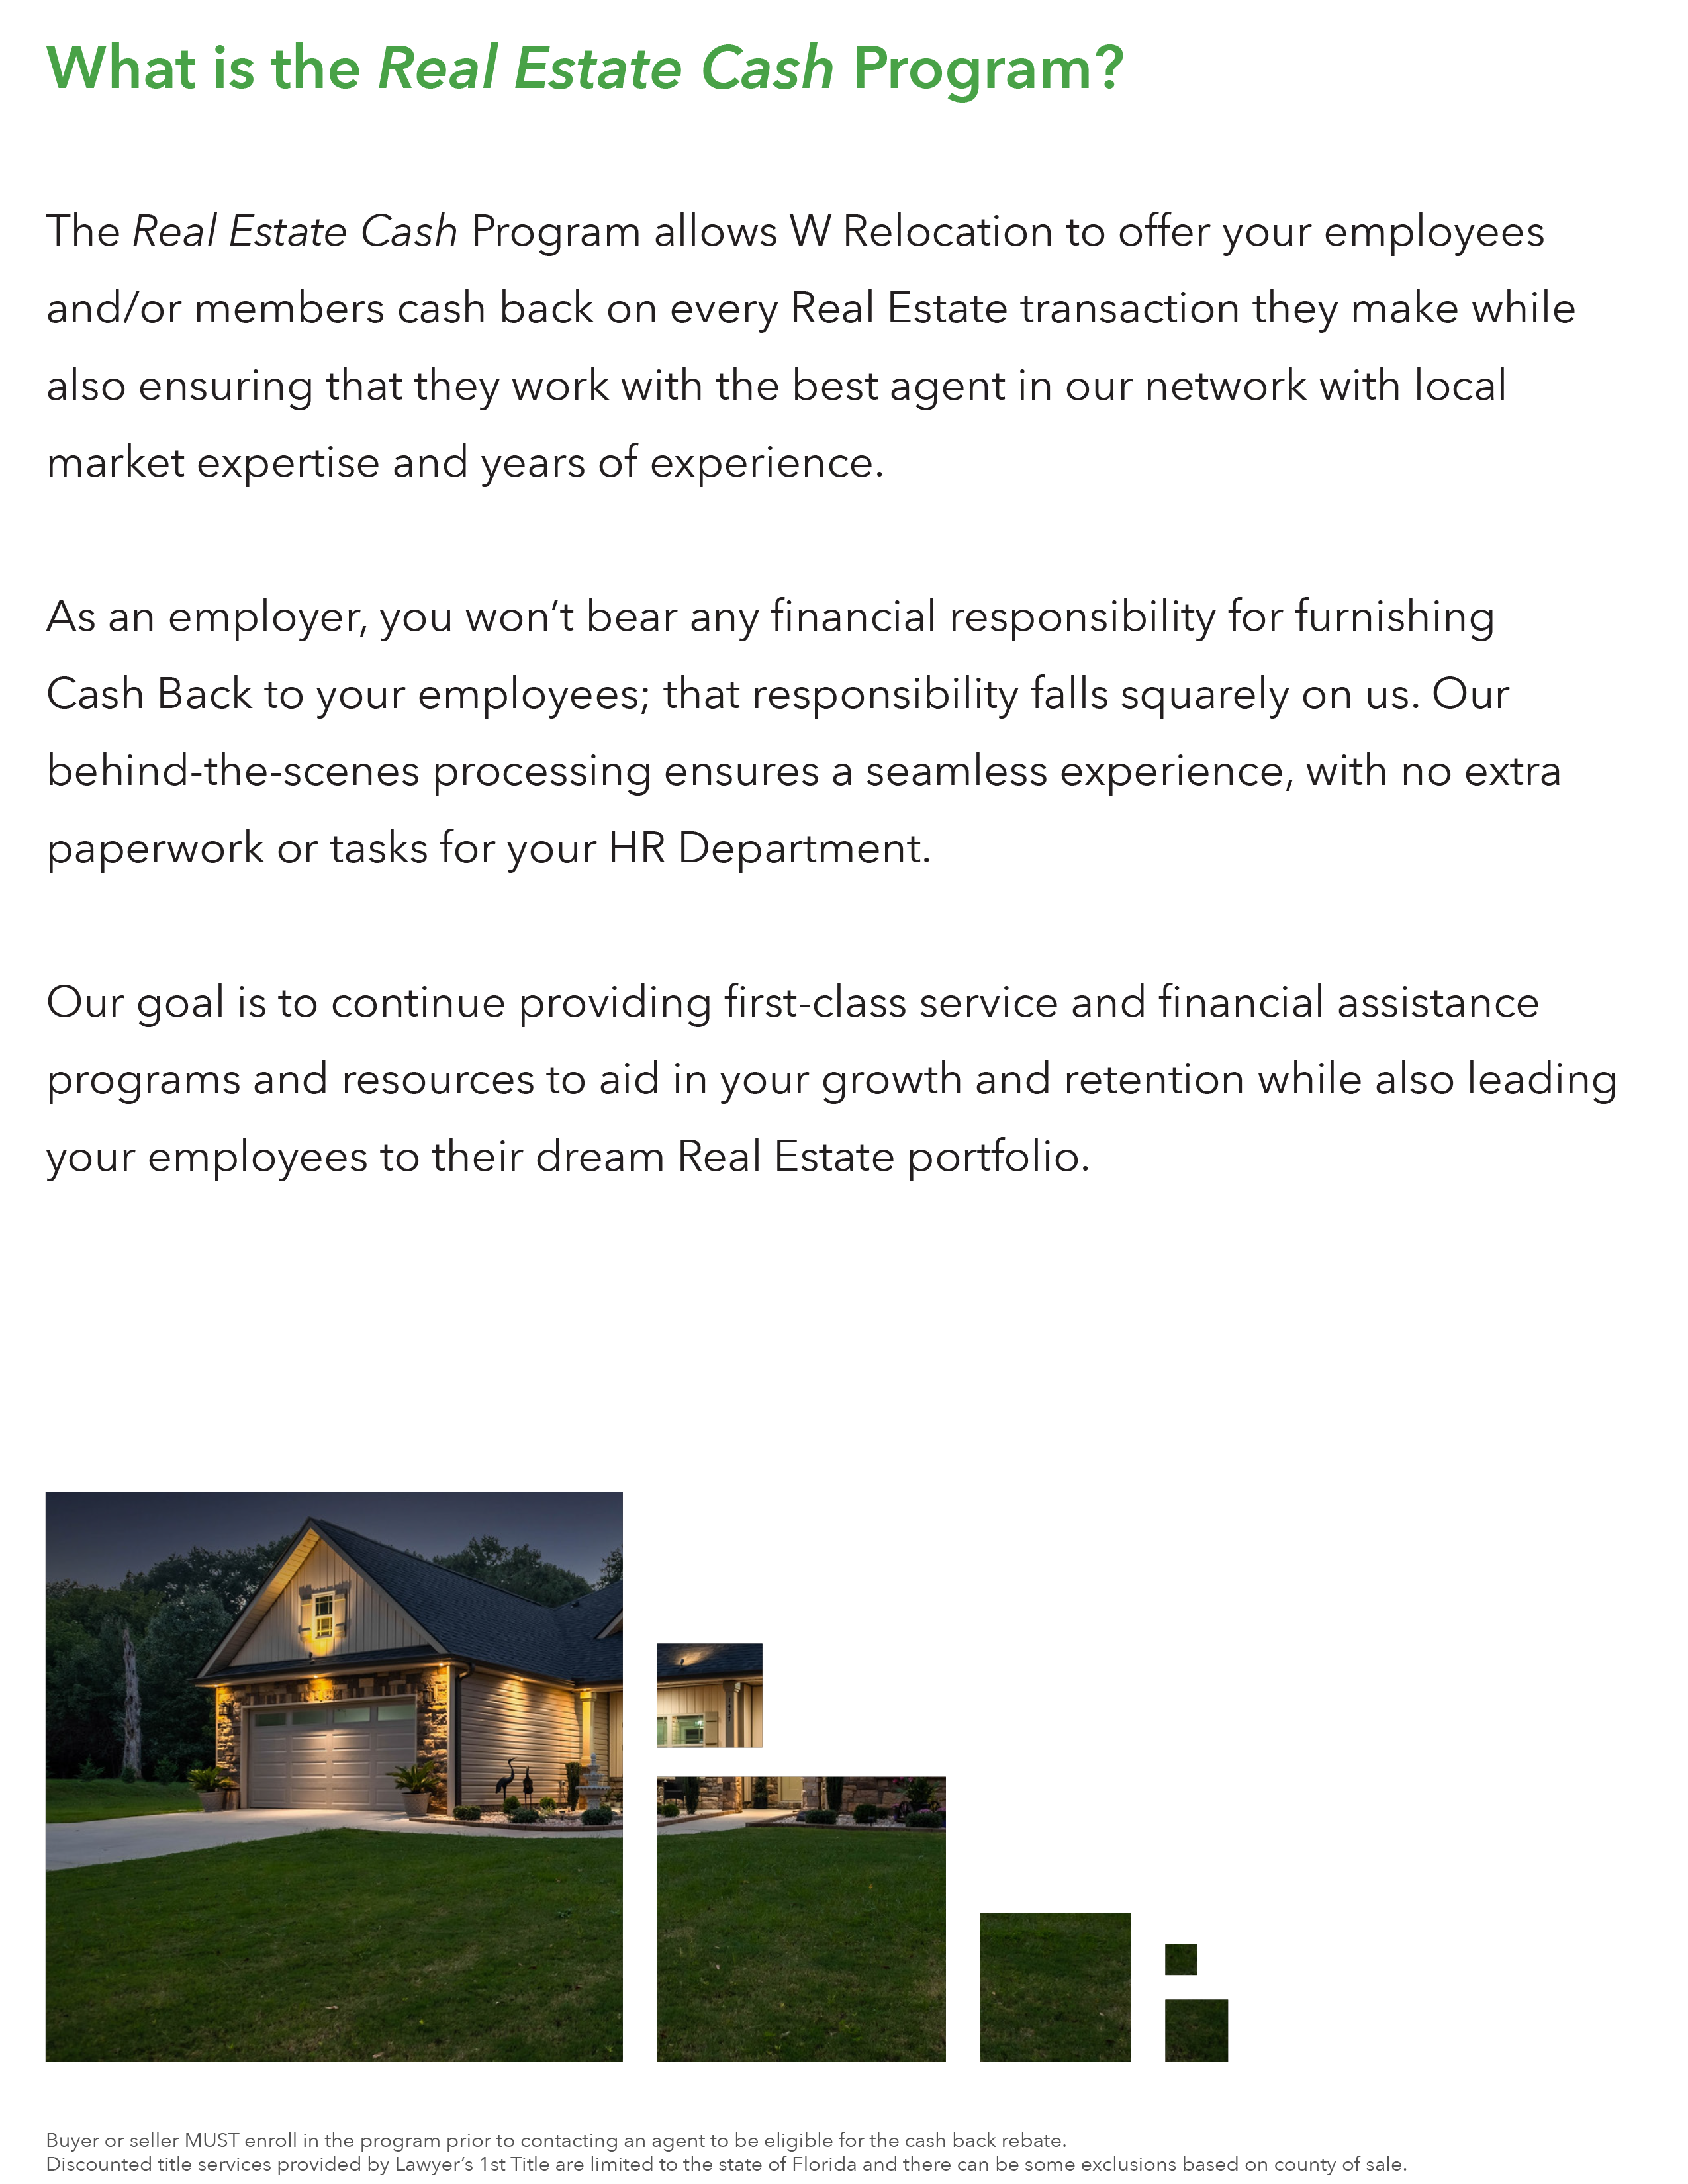 What is the Real Estate Cash Program?
The Real Estate Cash Program allows W Relocation to offer your employees
and/or members cash back on every Real Estate transaction they make while
also ensuring that they work with the best agent in our network with local
market expertise and years of experience.
As an employer, you won’t bear any financial responsibility for furnishing
Cash Back to your employees; that responsibility falls squarely on us. Our
behind-the-scenes processing ensures a seamless experience, with no extra
paperwork or tasks for your HR Department.
Our goal is to continue providing first-class service and financial assistance
programs and resources to aid in your growth and retention while also leading
your employees to their dream Real Estate portfolio.
Buyer or seller MUST enroll in the program prior to contacting an agent to be eligible for the cash back rebate.
Discounted title services provided by Lawyer’s 1st Title are limited to the state of Florida and there can be some exclusions based on county of sale.